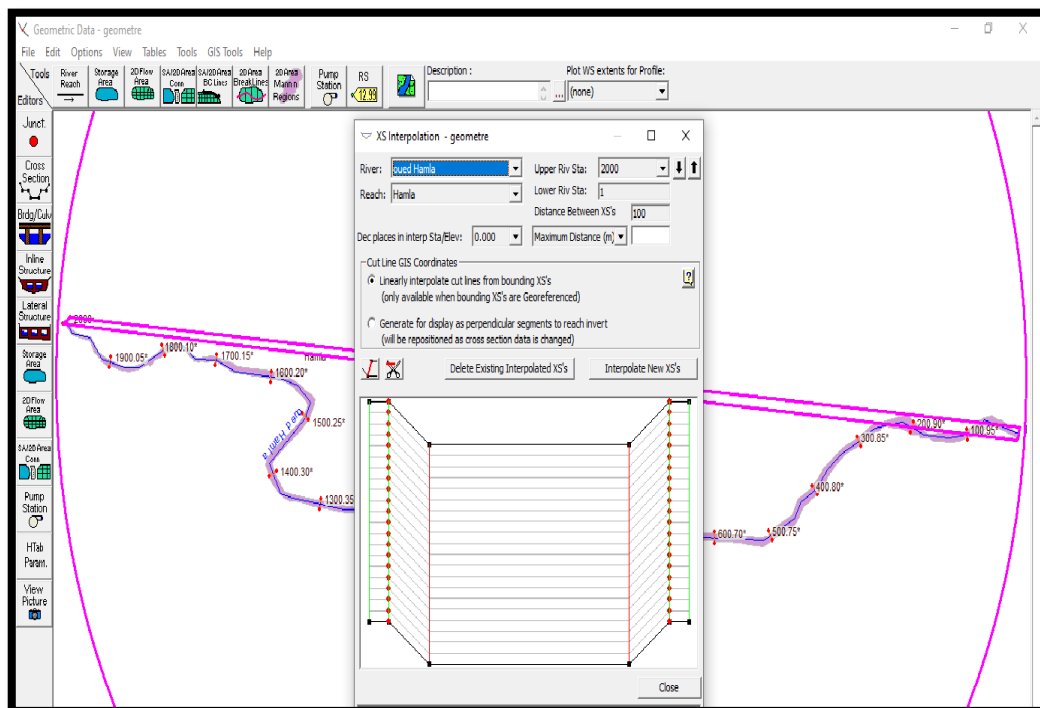 Geometric Data - geometre
File Edit Options View Tables Tools GIS Tools Help
Tools
Editors
River
Reach
Storage
Area
2D Flow
Area
SA/2D Area
Conn
SA/2D Area
BC Lines
2D Area
BreakLines
2D Area
Mann n
Regions
Pump
Station
RS
12.99
Description :
...
Plot WS extents for Profile:
(none)
Junct.
Cross
Section
Brdg/Culv
Inline
Structure
Lateral
Structure
Storage
Area
2D Flow
Area
SA/2D Area
Conn
Pump
Station
HTab
Param.
View
Picture
2000
1900.05*
1800.10*
1700.15*
Hamla
1600.20*
1500.25*
1400.30*
1300.35
600.70*
500.75*
400.80*
300.85*
200.90*
100.95*
XS Interpolation - geometre
River: oued Hamla
Upper Riv Sta: 2000
Reach: Hamla
Lower Riv Sta: 1
Distance Between XS's 100
Dec places in interp Sta/Elev: 0.000
Maximum Distance (m)
Cut Line GIS Coordinates
Linearly interpolate cut lines from bounding XS's
(only available when bounding XS's are Georeferenced)
Generate for display as perpendicular segments to reach invert
(will be repositioned as cross section data is changed)
Delete Existing Interpolated XS's
Interpolate New XS's
Close